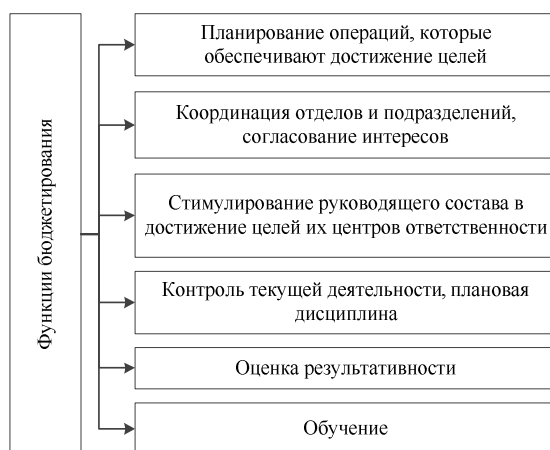 Функции бюджетирования
Планирование операций, которые
обеспечивают достижение целей
Координация отделов и подразделений,
согласование интересов
Стимулирование руководящего состава в
достижение целей их центров ответственности
Контроль текущей деятельности, плановая
дисциплина
Оценка результативности
Обучение